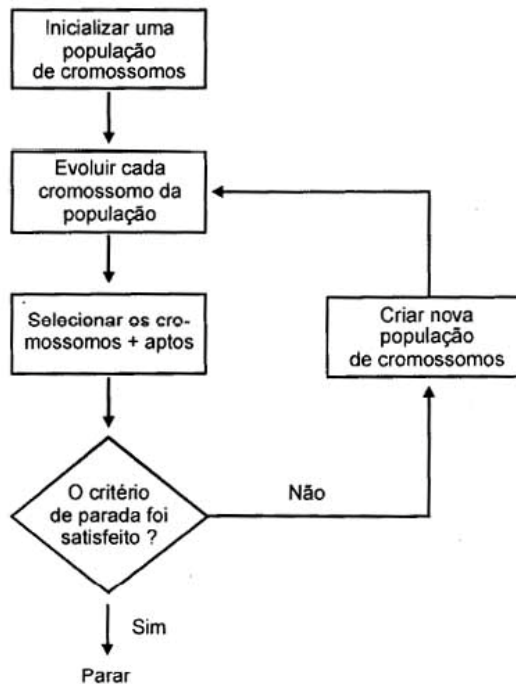 Inicializar uma
população
de cromossomos
Evoluir cada
cromossomo da
população
Selecionar os cro-
mossomos + aptos
Criar nova
população
de cromossomos
O critério
de parada foi
satisfeito ?
Não
Sim
Parar